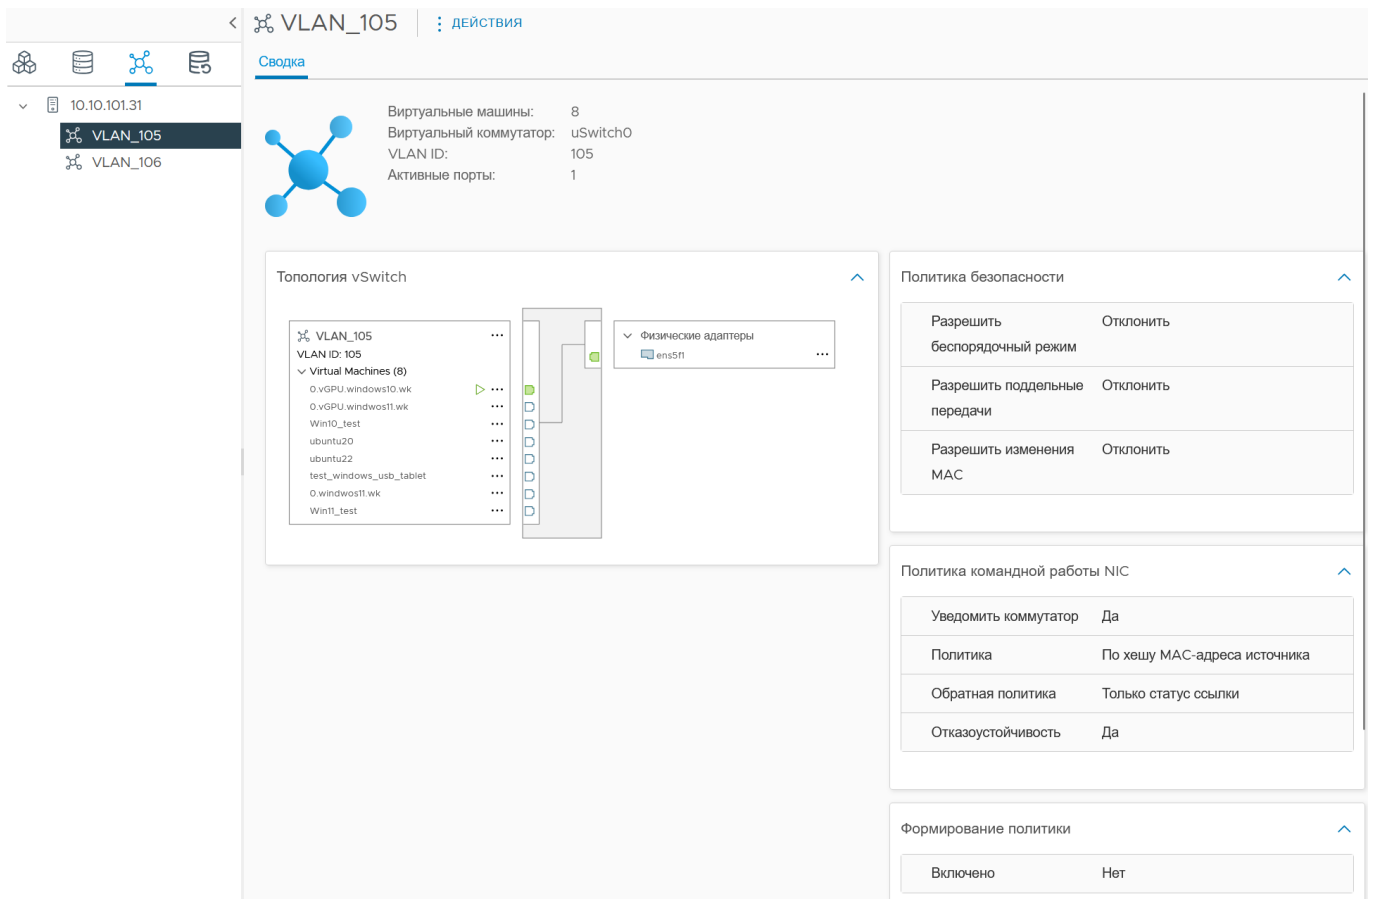 VLAN_105
ДЕЙСТВИЯ
Сводка
10.10.101.31
VLAN_105
VLAN_106
Виртуальные машины: 8
Виртуальный коммутатор: uSwitch0
VLAN ID: 105
Активные порты: 1
Топология vSwitch
VLAN_105
VLAN ID: 105
Virtual Machines (8)
0.vGPU.windows10.wk
0.vGPU.windwos11.wk
Win10_test
ubuntu20
ubuntu22
test_windows_usb_tablet
0.windwos11.wk
Win11_test
Физические адаптеры
ens5f1
Политика безопасности
Разрешить Отклонить
беспорядочный режим
Разрешить поддельные Отклонить
передачи
Разрешить изменения Отклонить
MAC
Политика командной работы NIC
Уведомить коммутатор Да
Политика По хешу MAC-адреса источника
Обратная политика Только статус ссылки
Отказоустойчивость Да
Формирование политики
Включено Нет